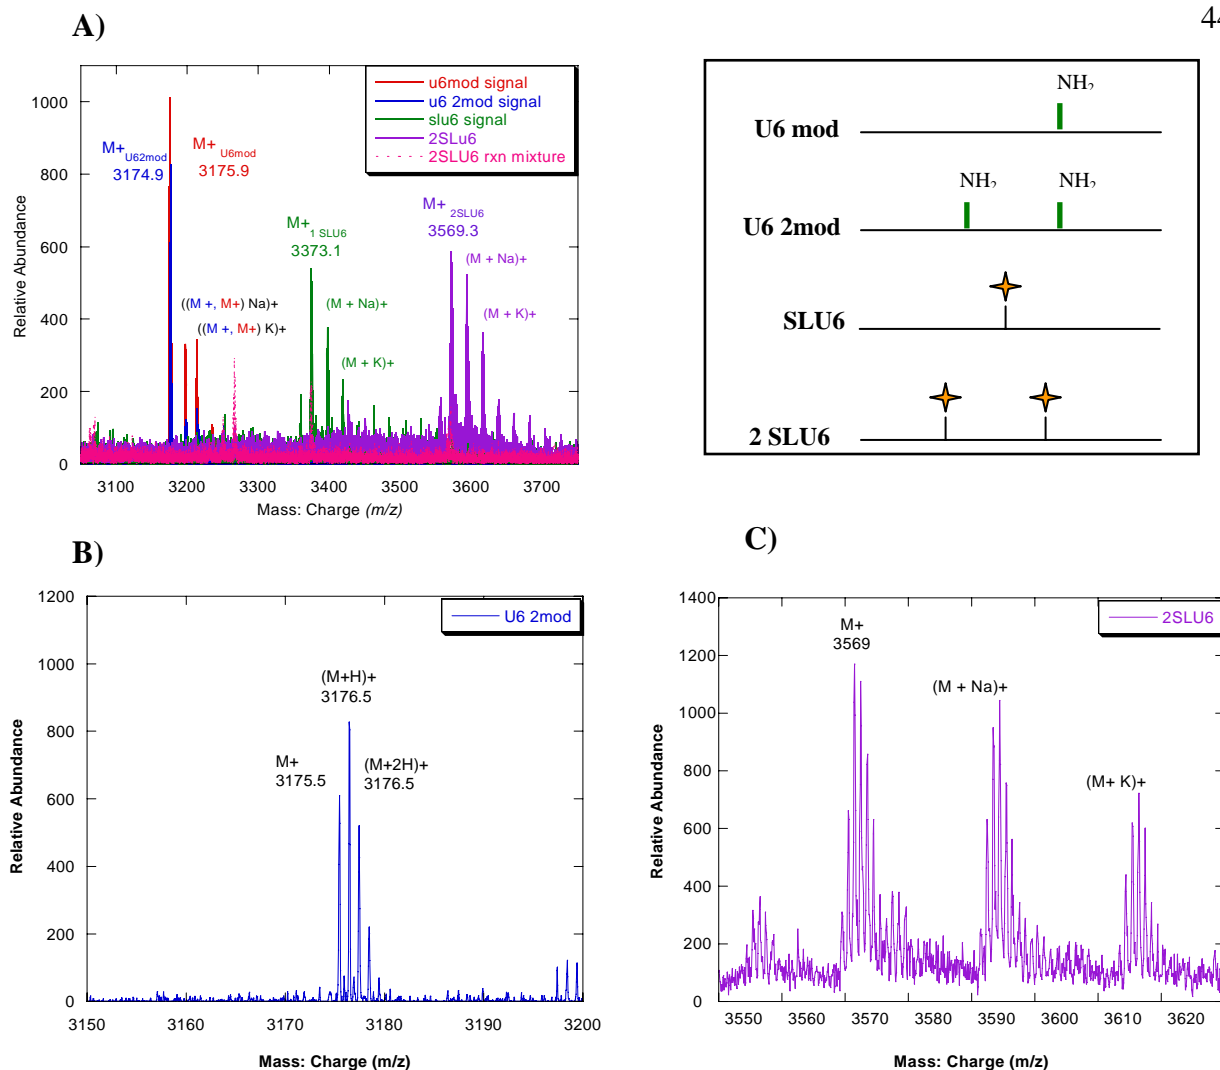 44
A)
Relative Abundance
1000
800
600
400
200
0
3100 3200 3300 3400 3500 3600 3700
Mass: Charge (m/z)
u6mod signal
u6 2mod signal
slu6 signal
2SLu6
2SLU6 rxn mixture
M+ U62mod
3174.9
M+ U6mod
3175.9
((M +, M+) Na)+
((M +, M+) K)+
M+ 1 SLU6
3373.1
(M + Na)+
(M + K)+
M+ 2SLU6
3569.3
(M + Na)+
(M + K)+
NH2
U6 mod
NH2 NH2
U6 2mod
SLU6
2 SLU6
B)
Relative Abundance
1200
1000
800
600
400
200
0
3150 3160 3170 3180 3190 3200
Mass: Charge (m/z)
U6 2mod
(M+H)+
3176.5
M+
3175.5
(M+2H)+
3176.5
C)
Relative Abundance
1400
1200
1000
800
600
400
200
0
3550 3560 3570 3580 3590 3600 3610 3620
Mass: Charge (m/z)
2SLU6
M+
3569
(M + Na)+
(M+ K)+